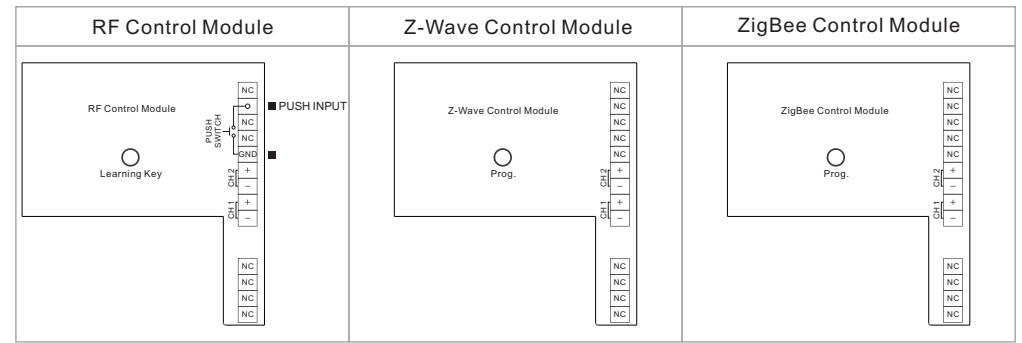 RF Control Module
Z-Wave Control Module
ZigBee Control Module
RF Control Module
Learning Key
PUSH
SWITCH
NC
PUSH INPUT
NC
NC
GND
CH 2
+
−
CH 1
+
−
NC
NC
NC
NC
Z-Wave Control Module
Prog.
NC
NC
NC
NC
NC
CH 2
+
−
CH 1
+
−
NC
NC
NC
NC
ZigBee Control Module
Prog.
NC
NC
NC
NC
NC
CH 2
+
−
CH 1
+
−
NC
NC
NC
NC